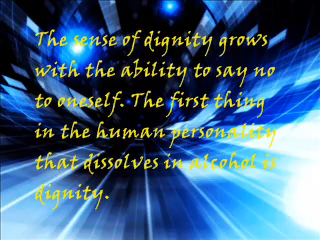 The sense of dignity grows
with the ability to say no
to oneself. The first thing
in the human personality
that dissolves in alcohol is
dignity.